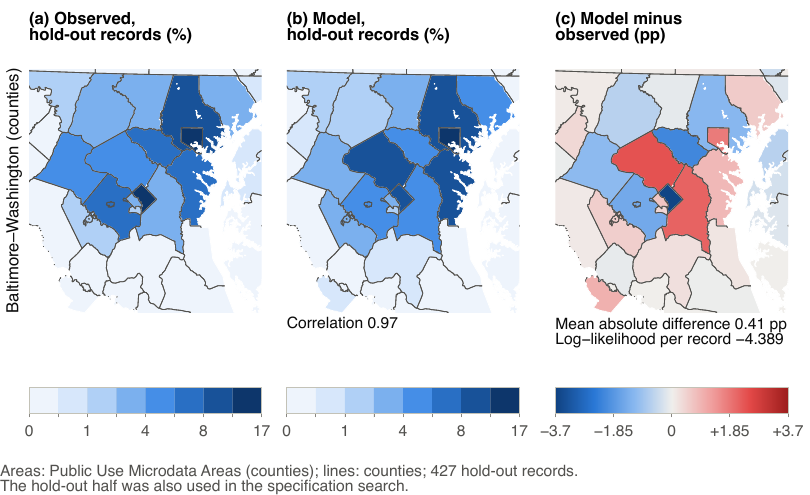 (a) Observed,
hold-out records (%)
(b) Model,
hold-out records (%)
(c) Model minus
observed (pp)
Baltimore−Washington (counties)
Correlation 0.97
Mean absolute difference 0.41 pp
Log−likelihood per record −4.389
0 1 4 8 17
0 1 4 8 17
−3.7 −1.85 0 +1.85 +3.7
Areas: Public Use Microdata Areas (counties); lines: counties; 427 hold-out records.
The hold-out half was also used in the specification search.